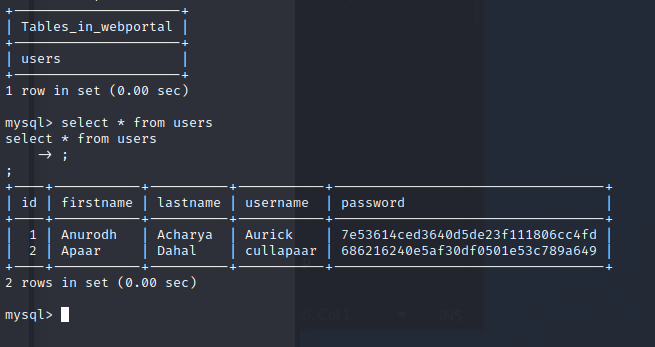 +--------------------+
| Tables_in_webportal |
+--------------------+
| users |
+--------------------+
1 row in set (0.00 sec)
mysql> select * from users
select * from users
    -> ;
;
+----+-----------+----------+-----------+----------------------------------+
| id | firstname | lastname | username | password |
+----+-----------+----------+-----------+----------------------------------+
| 1 | Anurodh | Acharya | Aurick | 7e53614ced3640d5de23f111806cc4fd |
| 2 | Apaar | Dahal | cullapaar | 686216240e5af30df0501e53c789a649 |
+----+-----------+----------+-----------+----------------------------------+
2 rows in set (0.00 sec)
mysql>